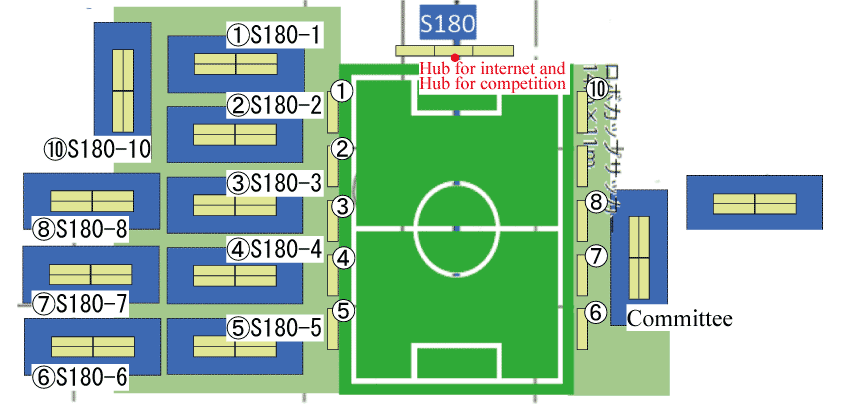 S180
Hub for internet and
Hub for competition
①S180-1
②S180-2
③S180-3
④S180-4
⑤S180-5
⑩S180-10
⑧S180-8
⑦S180-7
⑥S180-6
①
②
③
④
⑤
⑩
⑧
⑦
⑥
ロボカップサッカー
Committee